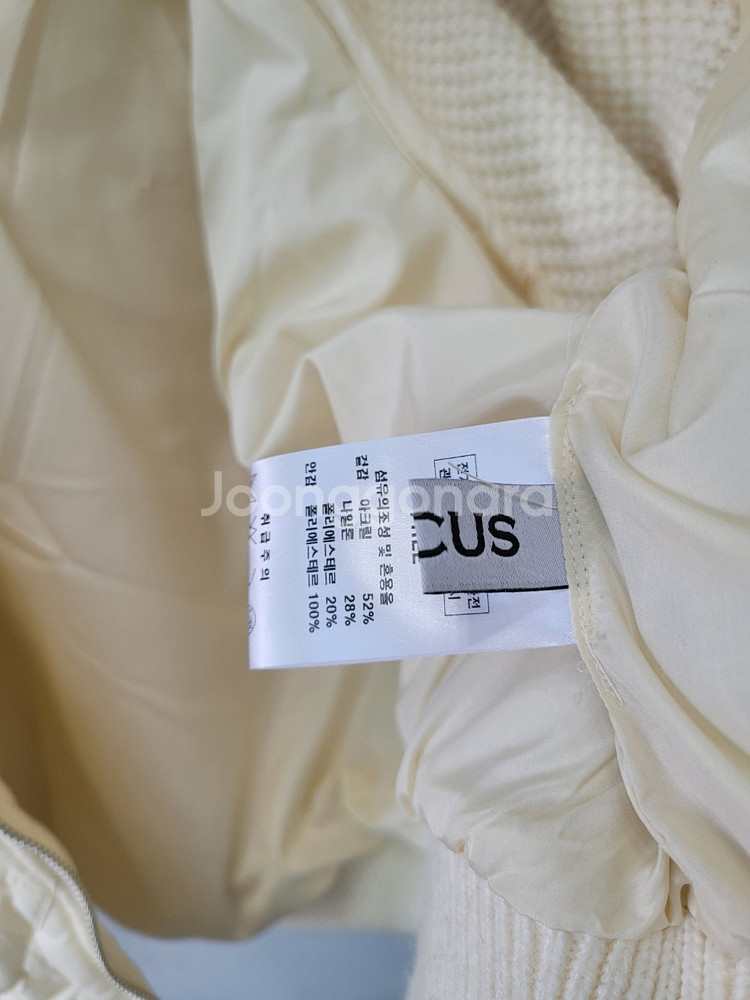 Joongonara
CUS
섬유의조성 및 혼용율
겉감 아크릴 52%
나일론 28%
폴리에스테르 20%
안감 폴리에스테르 100%
취급주의